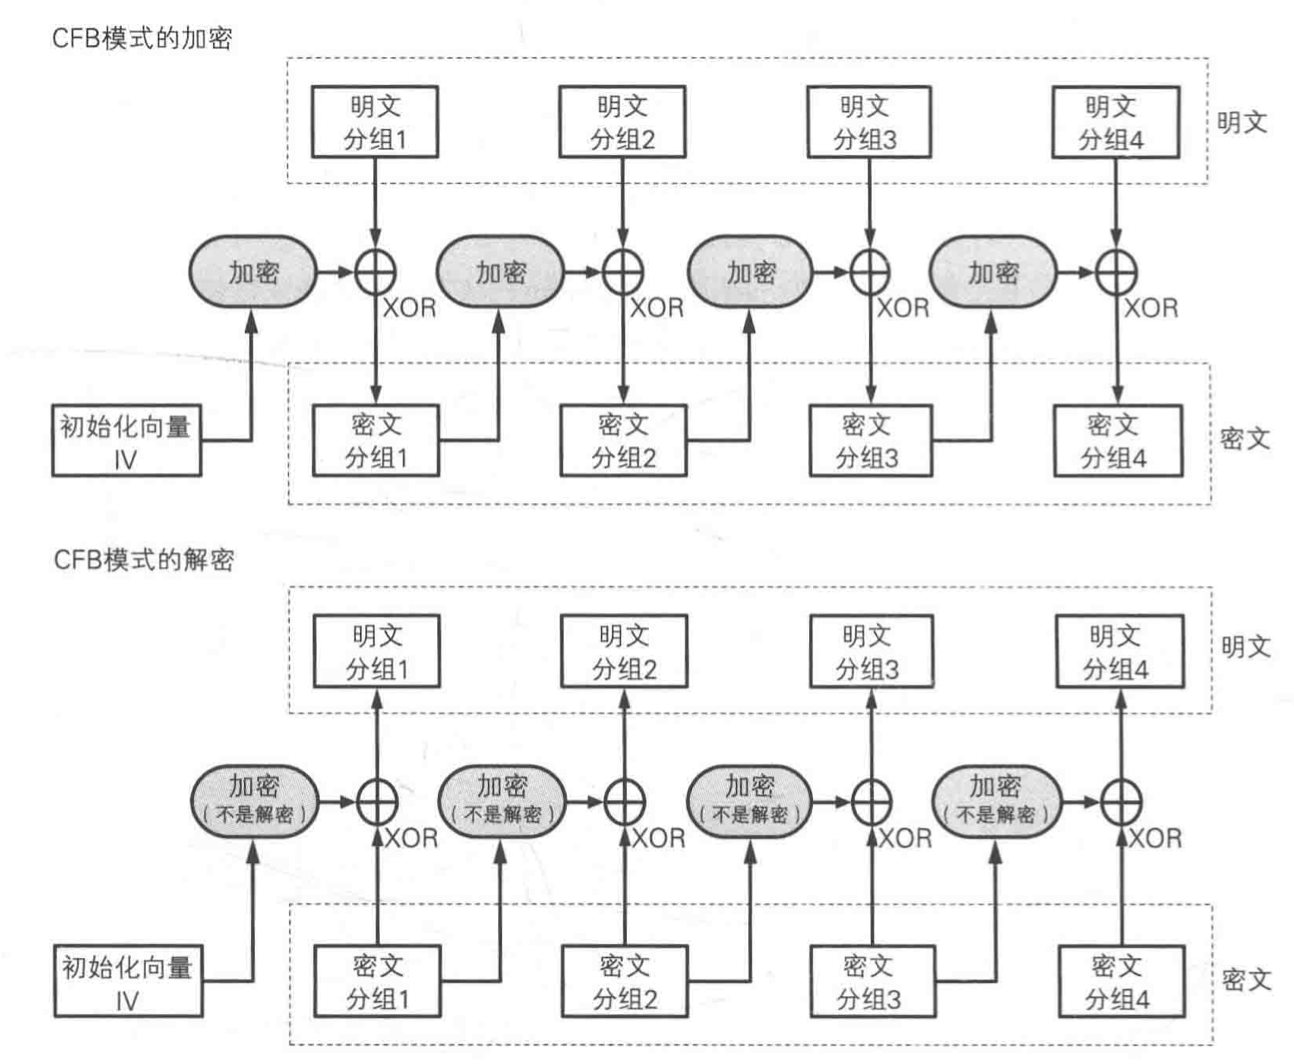 CFB模式的加密
明文
分组1
明文
分组2
明文
分组3
明文
分组4
明文
加密
加密
加密
加密
XOR
XOR
XOR
XOR
初始化向量
IV
密文
分组1
密文
分组2
密文
分组3
密文
分组4
密文
CFB模式的解密
明文
分组1
明文
分组2
明文
分组3
明文
分组4
明文
加密
(不是解密)
加密
(不是解密)
加密
(不是解密)
加密
(不是解密)
XOR
XOR
XOR
XOR
初始化向量
IV
密文
分组1
密文
分组2
密文
分组3
密文
分组4
密文